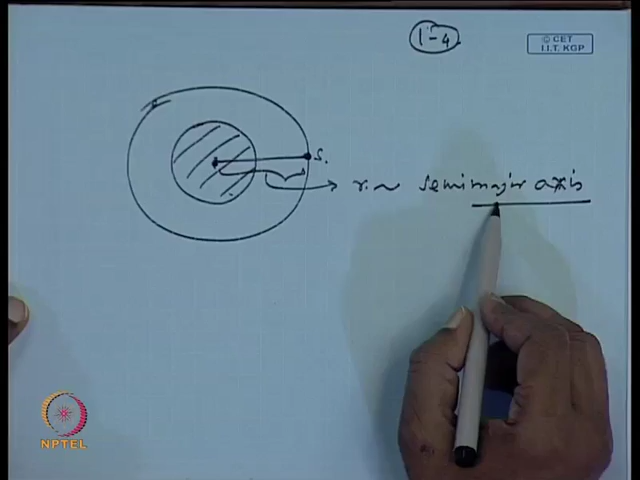 1-4
© CET
I.I.T. KGP
S.
r ~ semimajor axis
NPTEL